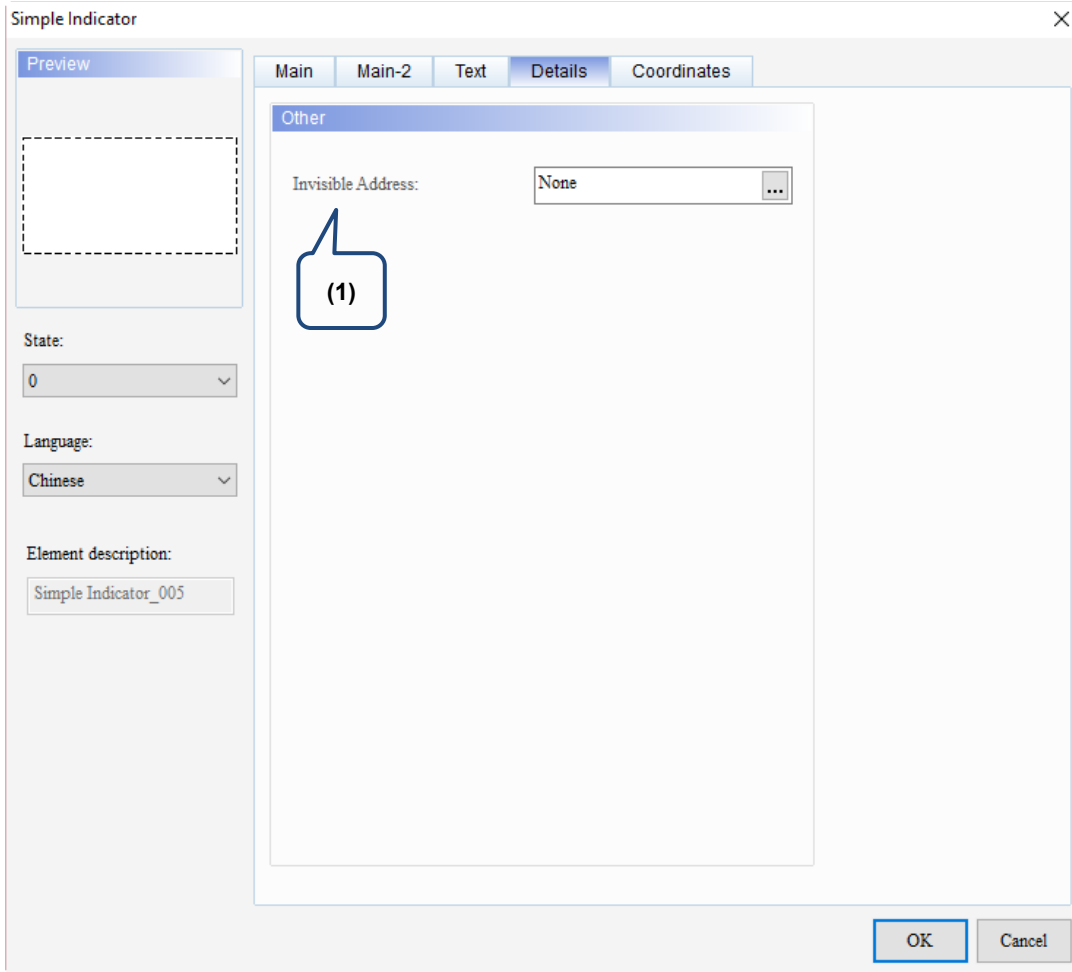 Simple Indicator
Preview
Main Main-2 Text Details Coordinates
Other
Invisible Address: None ...
(1)
State:
0
Language:
Chinese
Element description:
Simple Indicator_005
OK Cancel